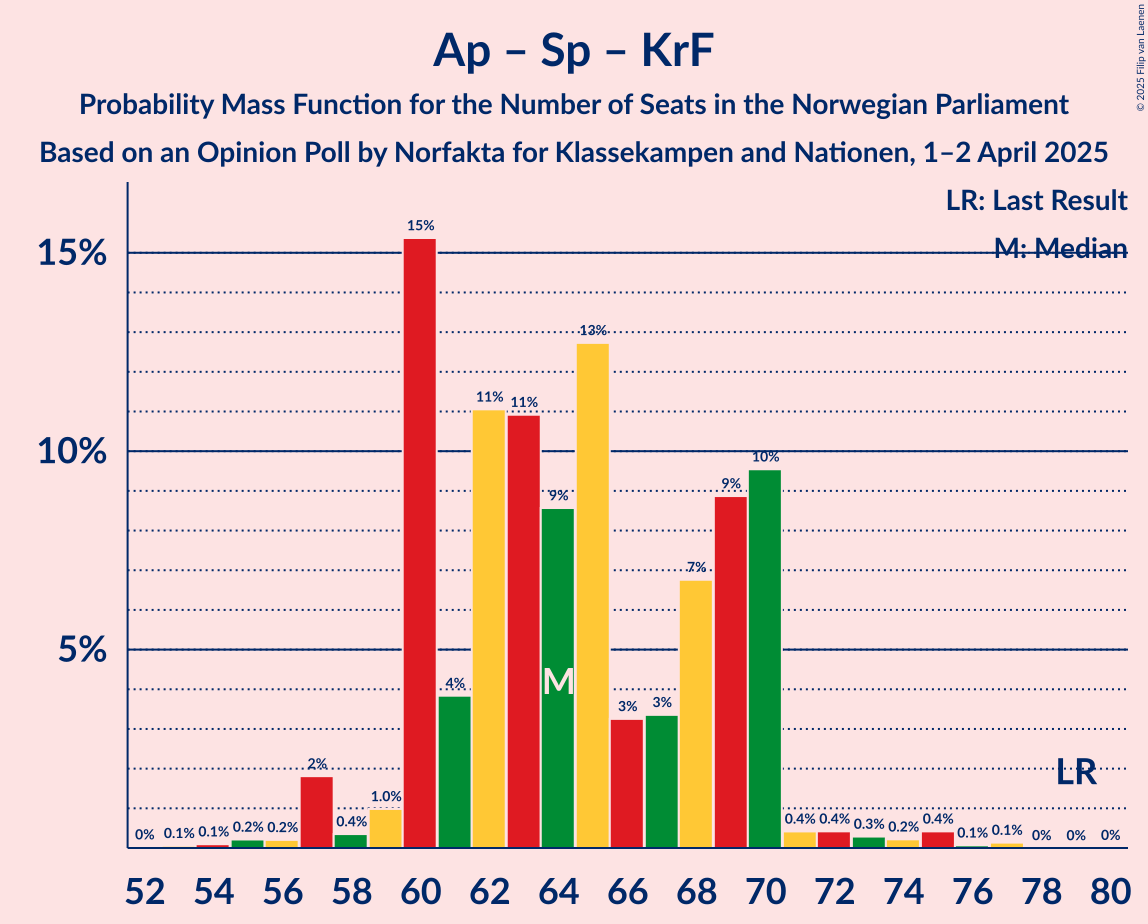 Ap – Sp – KrF
Probability Mass Function for the Number of Seats in the Norwegian Parliament
Based on an Opinion Poll by Norfakta for Klassekampen and Nationen, 1–2 April 2025
© 2025 Filip van Laenen
LR: Last Result
M: Median
15%
10%
5%
0% 0.1% 0.1% 0.2% 0.2% 2% 0.4% 1.0% 15% 4% 11% 11% 9% 13% 3% 3% 7% 9% 10% 0.4% 0.4% 0.3% 0.2% 0.4% 0.1% 0.1% 0% 0% 0%
M
LR
52 54 56 58 60 62 64 66 68 70 72 74 76 78 80